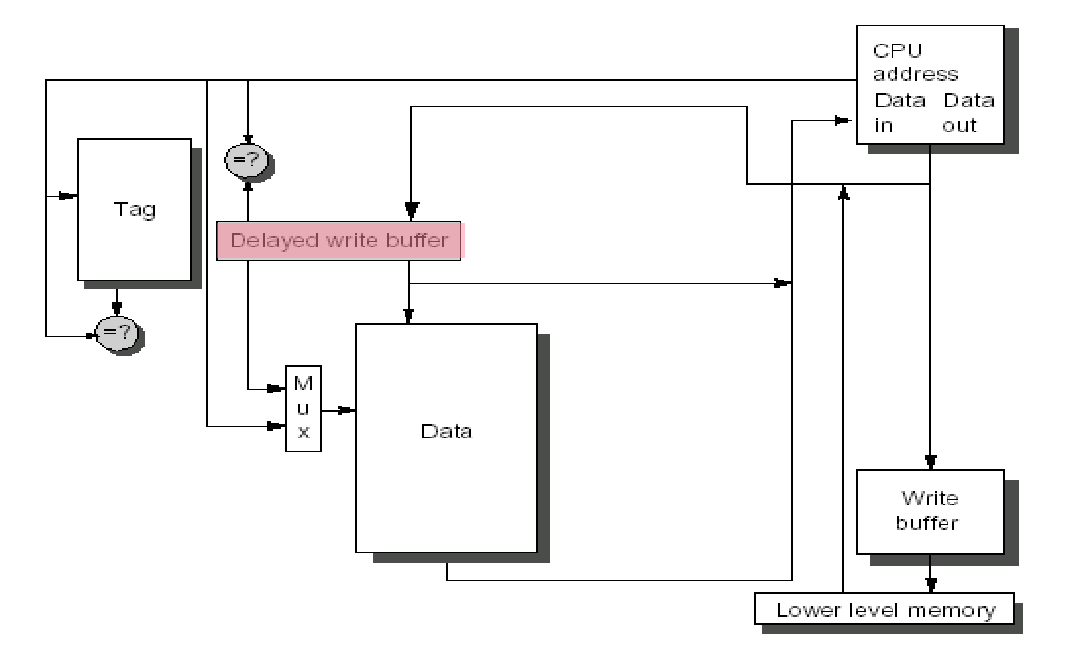 CPU
address
Data Data
in out
=?
Tag
Delayed write buffer
=?
M
u
x
Data
Write
buffer
Lower level memory